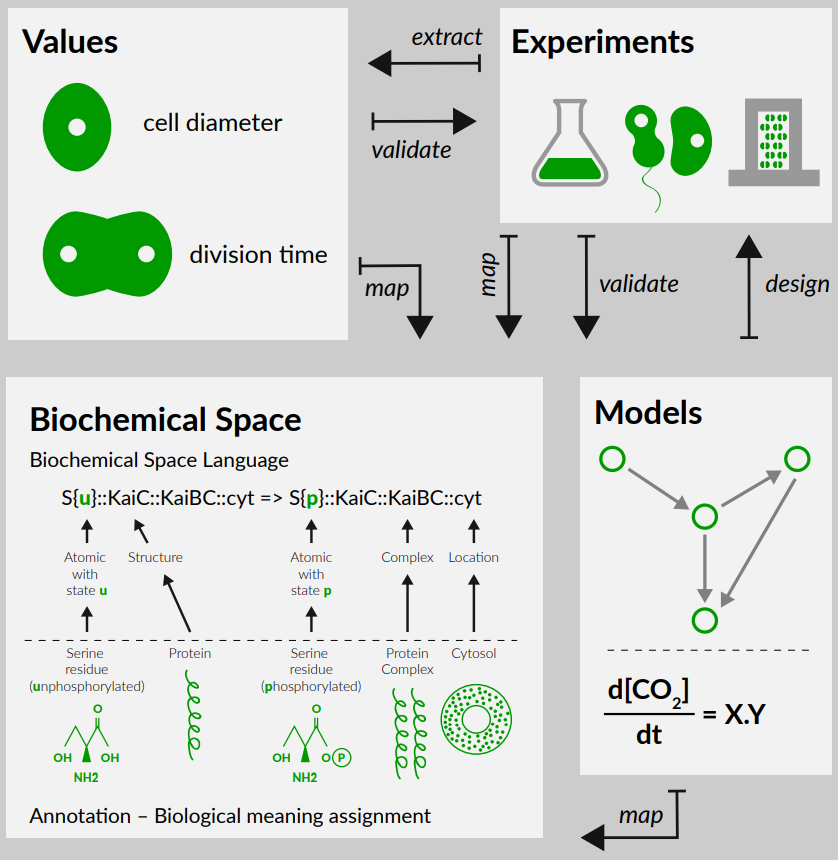 Values
cell diameter
division time
extract
validate
Experiments
map
map
validate
design
Biochemical Space
Biochemical Space Language
S{u}::KaiC::KaiBC::cyt => S{p}::KaiC::KaiBC::cyt
Atomic
with
state u
Structure
Atomic
with
state p
Complex
Location
Serine
residue
(unphosphorylated)
Protein
Serine
residue
(phosphorylated)
Protein
Complex
Cytosol
O
OH
OH
NH2
O
OH
O
P
NH2
Annotation – Biological meaning assignment
Models
d[CO2]
dt
= X.Y
map